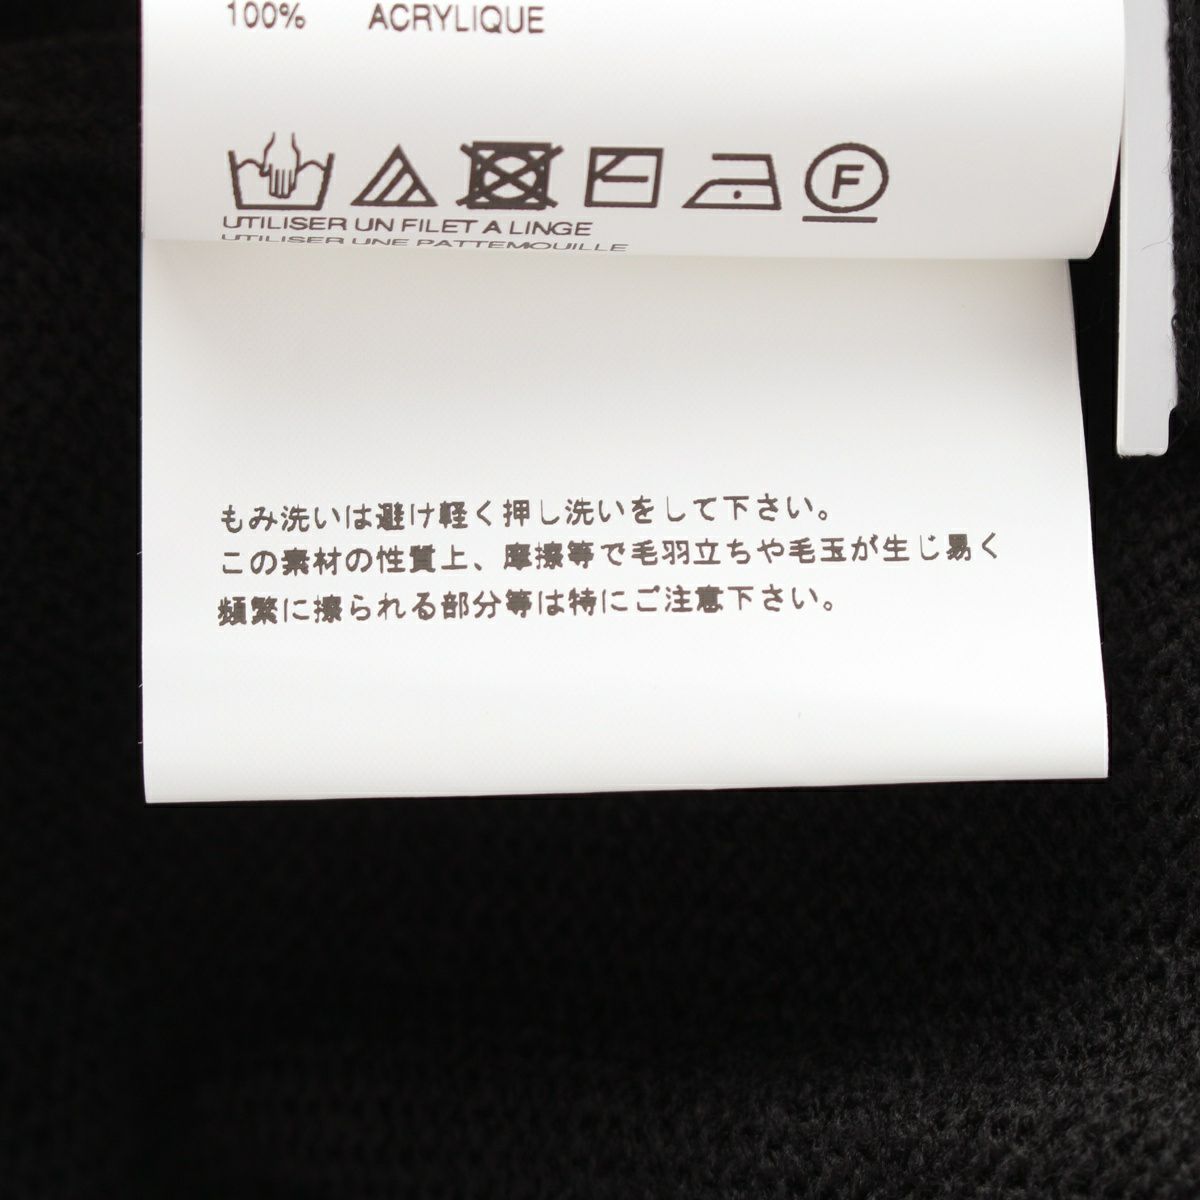 100% ACRYLIQUE
F
UTILISER UN FILET A LINGE
UTILISER UNE PATTEMOUILLE
もみ洗いは避け軽く押し洗いをして下さい。
この素材の性質上、摩擦等で毛羽立ちや毛玉が生じ易く
頻繁に擦られる部分等は特にご注意下さい。